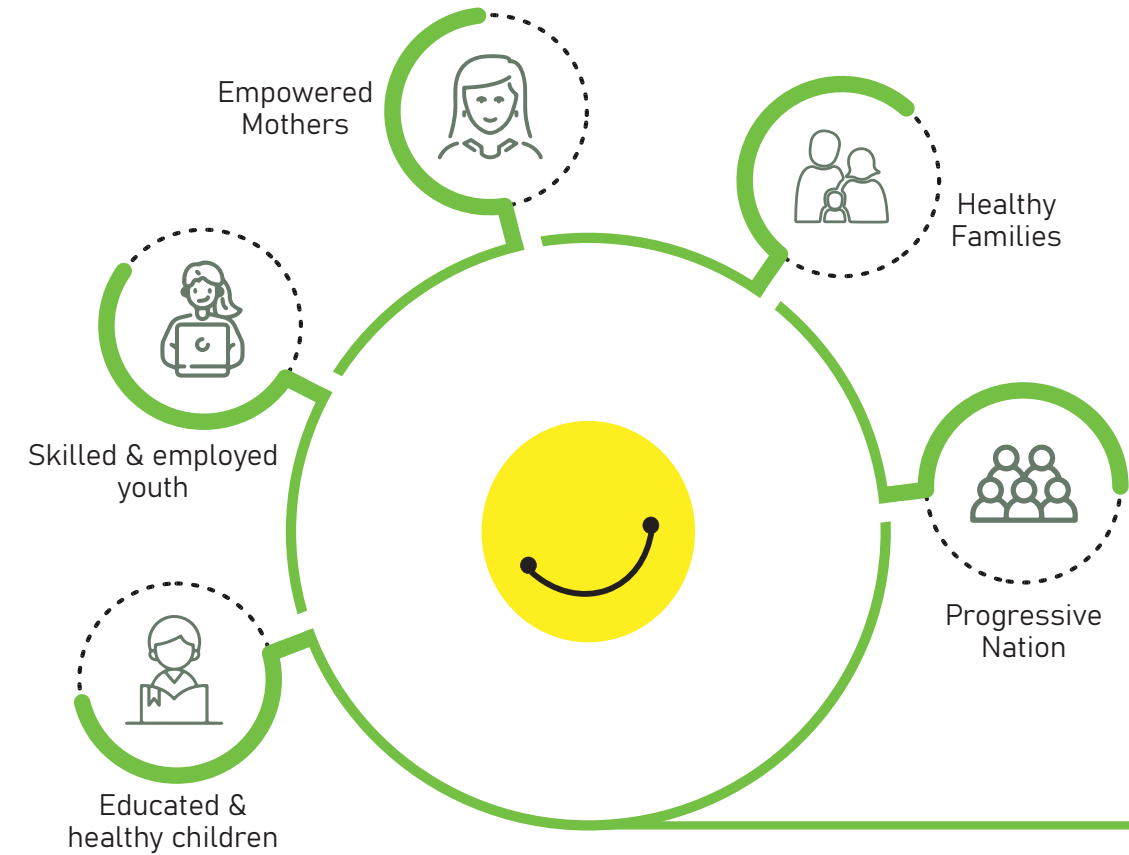 Empowered
Mothers
Healthy
Families
Skilled & employed
youth
Progressive
Nation
Educated &
healthy children